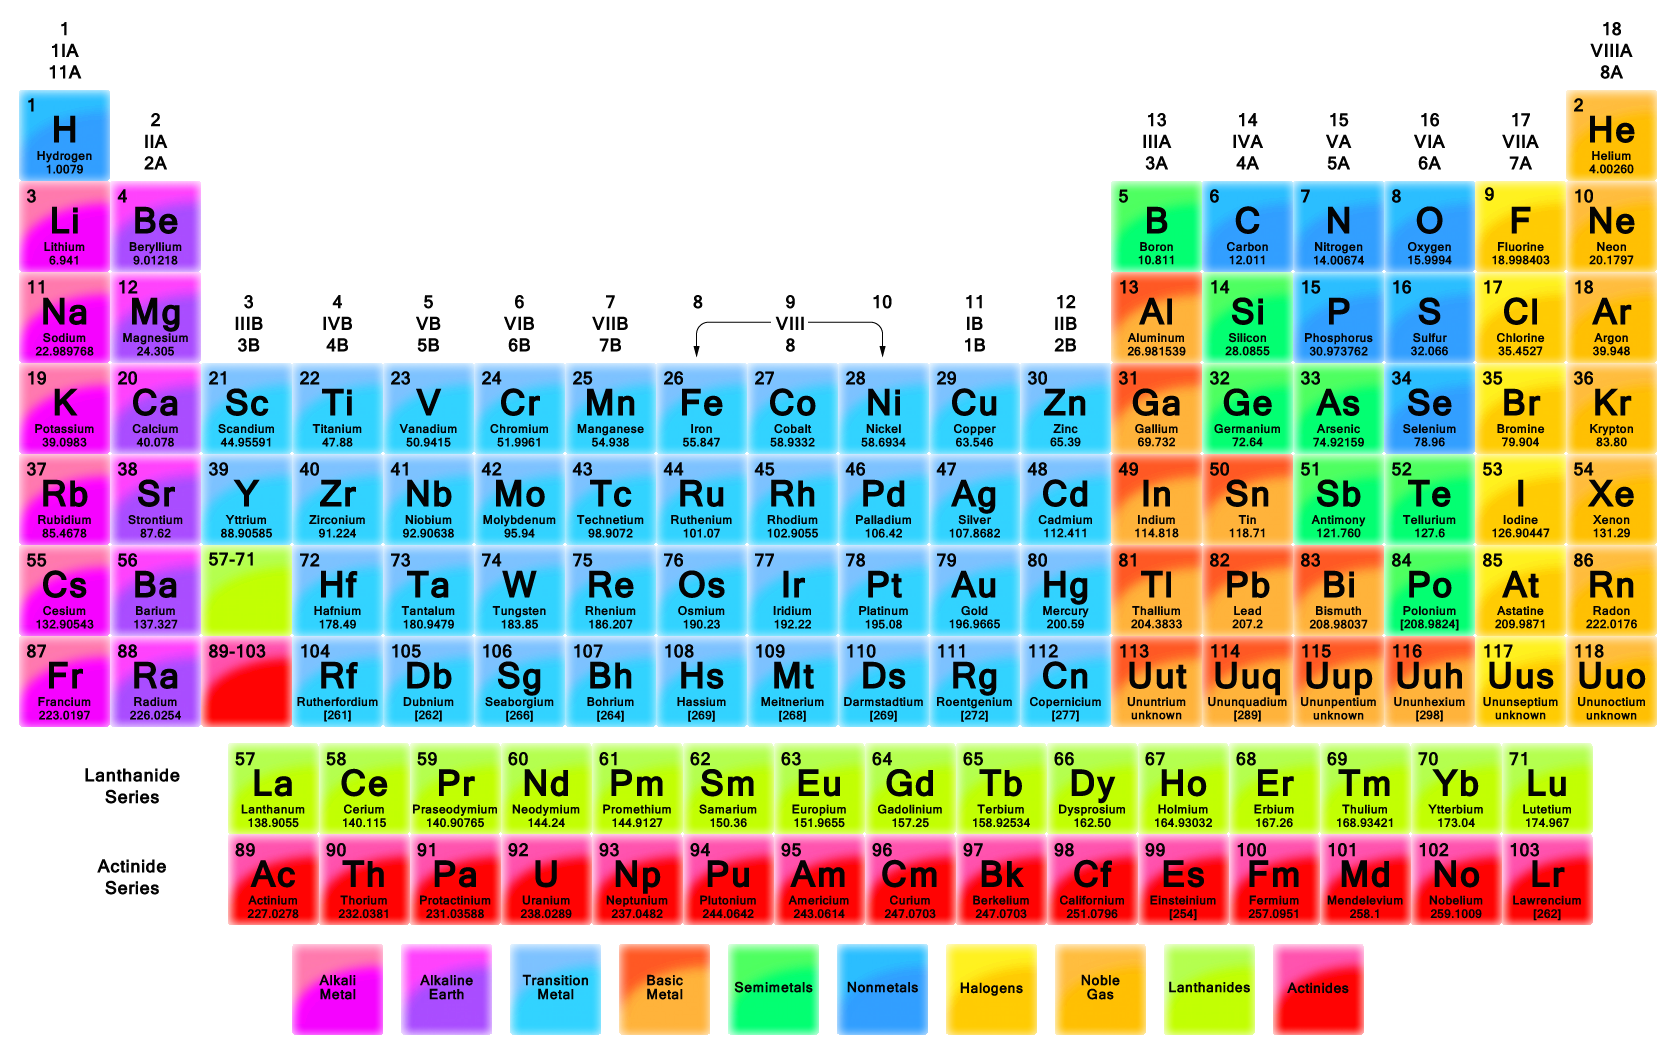 1
1IA
11A
18
VIIIA
8A
2
IIA
2A
13
IIIA
3A
14
IVA
4A
15
VA
5A
16
VIA
6A
17
VIIA
7A
1
H
Hydrogen
1.0079
2
He
Helium
4.00260
3
Li
Lithium
6.941
4
Be
Beryllium
9.01218
5
B
Boron
10.811
6
C
Carbon
12.011
7
N
Nitrogen
14.00674
8
O
Oxygen
15.9994
9
F
Fluorine
18.998403
10
Ne
Neon
20.1797
11
Na
Sodium
22.989768
12
Mg
Magnesium
24.305
3
IIIB
3B
4
IVB
4B
5
VB
5B
6
VIB
6B
7
VIIB
7B
8
9
10
VIII
8
11
IB
1B
12
IIB
2B
13
Al
Aluminum
26.981539
14
Si
Silicon
28.0855
15
P
Phosphorus
30.973762
16
S
Sulfur
32.066
17
Cl
Chlorine
35.4527
18
Ar
Argon
39.948
19
K
Potassium
39.0983
20
Ca
Calcium
40.078
21
Sc
Scandium
44.95591
22
Ti
Titanium
47.88
23
V
Vanadium
50.9415
24
Cr
Chromium
51.9961
25
Mn
Manganese
54.938
26
Fe
Iron
55.847
27
Co
Cobalt
58.9332
28
Ni
Nickel
58.6934
29
Cu
Copper
63.546
30
Zn
Zinc
65.39
31
Ga
Gallium
69.732
32
Ge
Germanium
72.64
33
As
Arsenic
74.92159
34
Se
Selenium
78.96
35
Br
Bromine
79.904
36
Kr
Krypton
83.80
37
Rb
Rubidium
85.4678
38
Sr
Strontium
87.62
39
Y
Yttrium
88.90585
40
Zr
Zirconium
91.224
41
Nb
Niobium
92.90638
42
Mo
Molybdenum
95.94
43
Tc
Technetium
98.9072
44
Ru
Ruthenium
101.07
45
Rh
Rhodium
102.9055
46
Pd
Palladium
106.42
47
Ag
Silver
107.8682
48
Cd
Cadmium
112.411
49
In
Indium
114.818
50
Sn
Tin
118.71
51
Sb
Antimony
121.760
52
Te
Tellurium
127.6
53
I
Iodine
126.90447
54
Xe
Xenon
131.29
55
Cs
Cesium
132.90543
56
Ba
Barium
137.327
57-71
72
Hf
Hafnium
178.49
73
Ta
Tantalum
180.9479
74
W
Tungsten
183.85
75
Re
Rhenium
186.207
76
Os
Osmium
190.23
77
Ir
Iridium
192.22
78
Pt
Platinum
195.08
79
Au
Gold
196.9665
80
Hg
Mercury
200.59
81
Tl
Thallium
204.3833
82
Pb
Lead
207.2
83
Bi
Bismuth
208.98037
84
Po
Polonium
[208.9824]
85
At
Astatine
209.9871
86
Rn
Radon
222.0176
87
Fr
Francium
223.0197
88
Ra
Radium
226.0254
89-103
104
Rf
Rutherfordium
[261]
105
Db
Dubnium
[262]
106
Sg
Seaborgium
[266]
107
Bh
Bohrium
[264]
108
Hs
Hassium
[269]
109
Mt
Meitnerium
[268]
110
Ds
Darmstadtium
[269]
111
Rg
Roentgenium
[272]
112
Cn
Copernicium
[277]
113
Uut
Ununtrium
unknown
114
Uuq
Ununquadium
[289]
115
Uup
Ununpentium
unknown
116
Uuh
Ununhexium
[298]
117
Uus
Ununseptium
unknown
118
Uuo
Ununoctium
unknown
Lanthanide
Series
57
La
Lanthanum
138.9055
58
Ce
Cerium
140.115
59
Pr
Praseodymium
140.90765
60
Nd
Neodymium
144.24
61
Pm
Promethium
144.9127
62
Sm
Samarium
150.36
63
Eu
Europium
151.9655
64
Gd
Gadolinium
157.25
65
Tb
Terbium
158.92534
66
Dy
Dysprosium
162.50
67
Ho
Holmium
164.93032
68
Er
Erbium
167.26
69
Tm
Thulium
168.93421
70
Yb
Ytterbium
173.04
71
Lu
Lutetium
174.967
Actinide
Series
89
Ac
Actinium
227.0278
90
Th
Thorium
232.0381
91
Pa
Protactinium
231.03588
92
U
Uranium
238.0289
93
Np
Neptunium
237.0482
94
Pu
Plutonium
244.0642
95
Am
Americium
243.0614
96
Cm
Curium
247.0703
97
Bk
Berkelium
247.0703
98
Cf
Californium
251.0796
99
Es
Einsteinium
[254]
100
Fm
Fermium
257.0951
101
Md
Mendelevium
258.1
102
No
Nobelium
259.1009
103
Lr
Lawrencium
[262]
Alkali
Metal
Alkaline
Earth
Transition
Metal
Basic
Metal
Semimetals
Nonmetals
Halogens
Noble
Gas
Lanthanides
Actinides